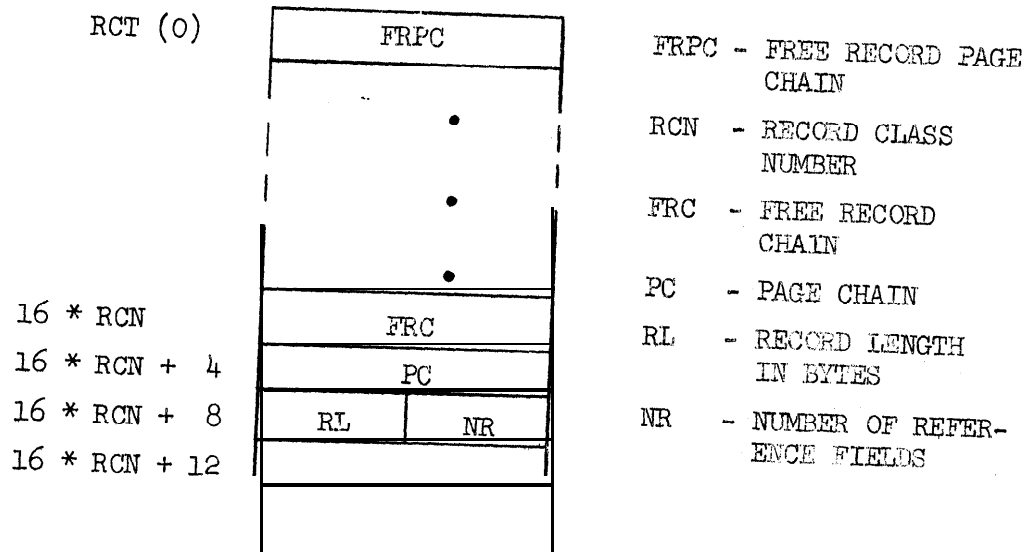 RCT (0)
FRPC
FRPC - FREE RECORD PAGE
CHAIN
RCN - RECORD CLASS
NUMBER
FRC - FREE RECORD
CHAIN
PC - PAGE CHAIN
RL - RECORD LENGTH
IN BYTES
NR - NUMBER OF REFER-
ENCE FIELDS
16 * RCN
FRC
16 * RCN + 4
PC
16 * RCN + 8
RL NR
16 * RCN + 12